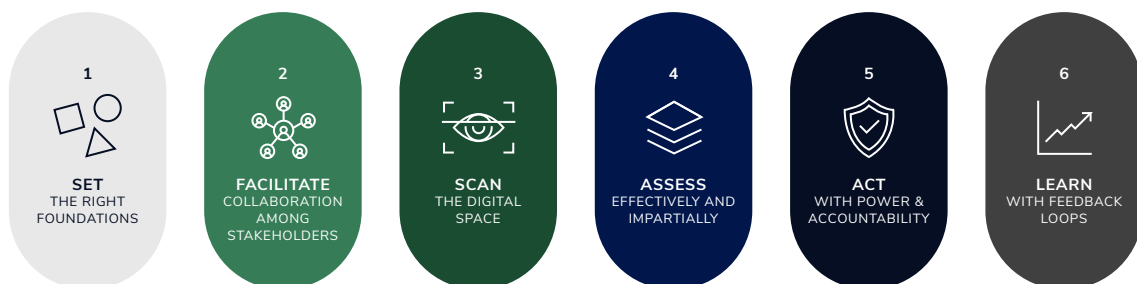 1
SET
THE RIGHT
FOUNDATIONS
2
FACILITATE
COLLABORATION
AMONG
STAKEHOLDERS
3
SCAN
THE DIGITAL
SPACE
4
ASSESS
EFFECTIVELY AND
IMPARTIALLY
5
ACT
WITH POWER &
ACCOUNTABILITY
6
LEARN
WITH FEEDBACK
LOOPS